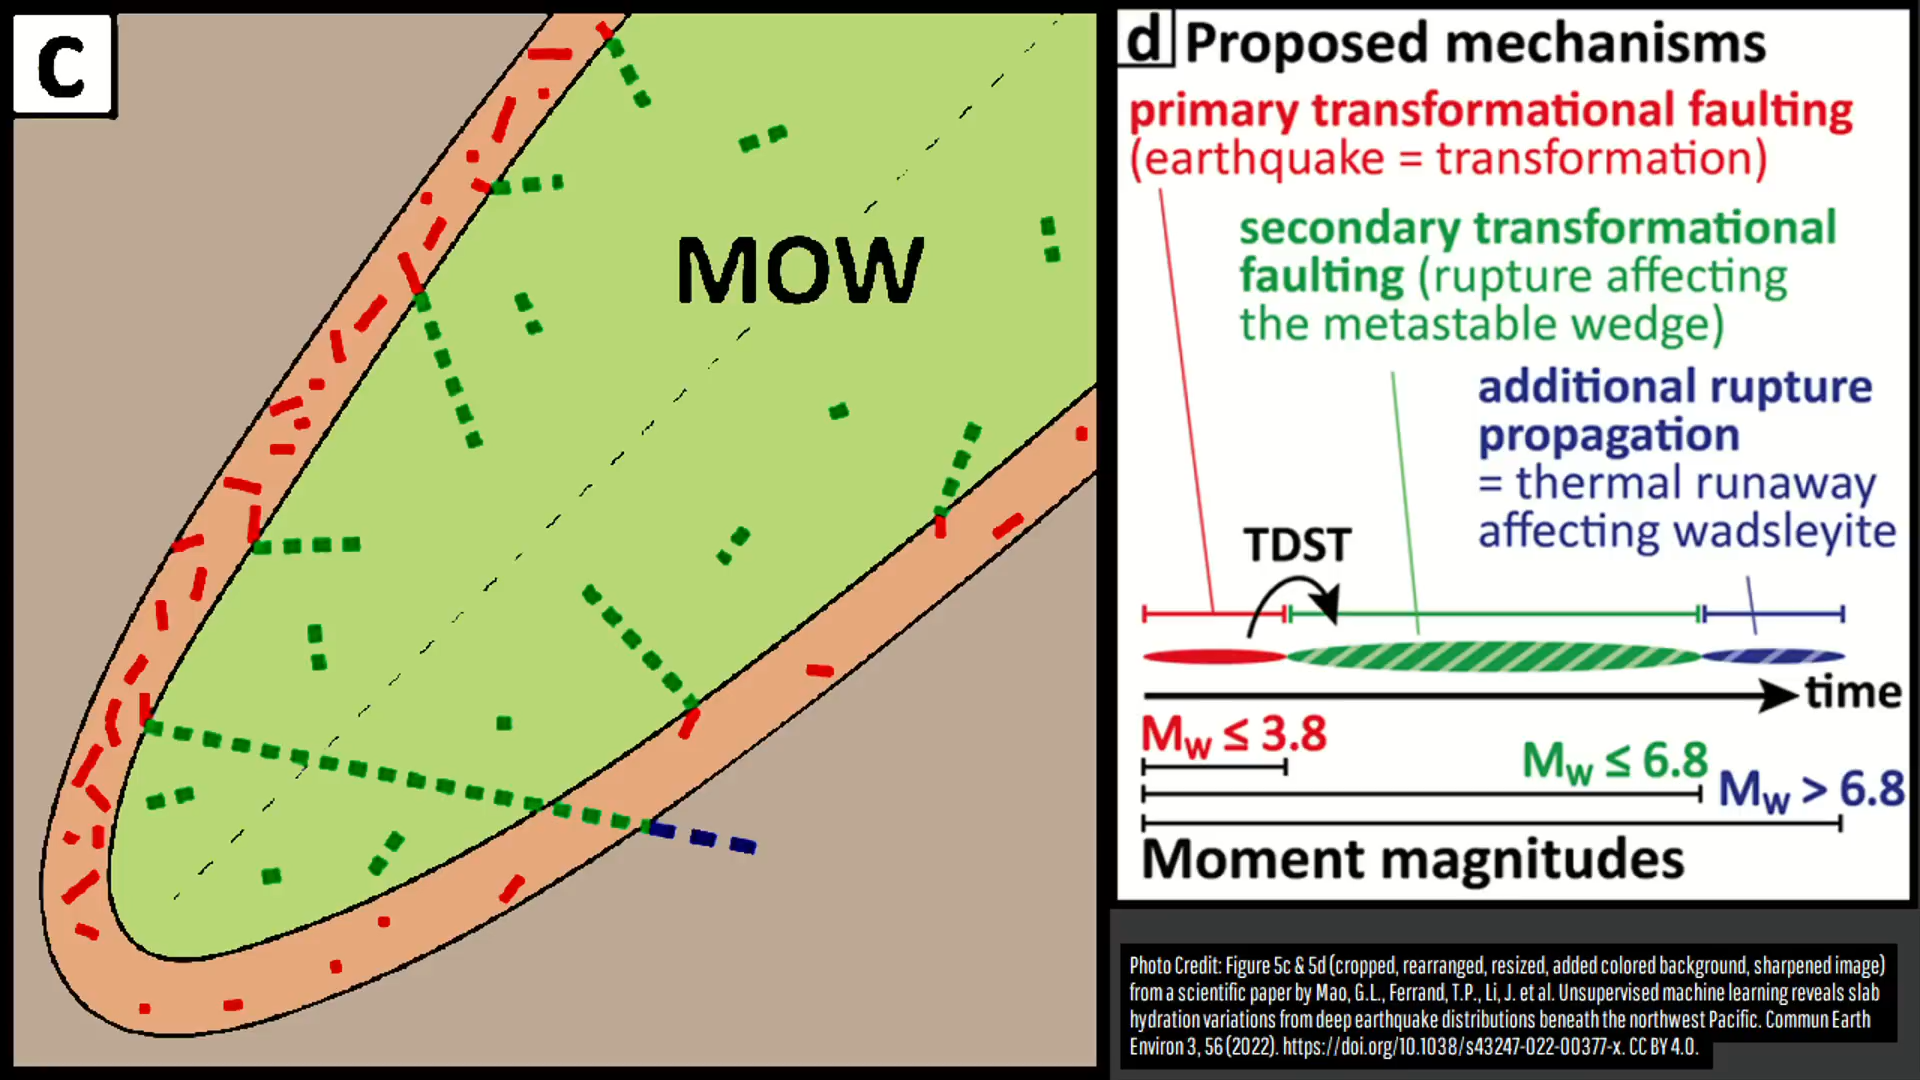 C
MOW
d Proposed mechanisms
primary transformational faulting
(earthquake = transformation)
secondary transformational
faulting (rupture affecting
the metastable wedge)
additional rupture
propagation
= thermal runaway
affecting wadsleyite
TDST
time
Mw ≤ 3.8
Mw ≤ 6.8
Mw > 6.8
Moment magnitudes
Photo Credit: Figure 5c & 5d (cropped, rearranged, resized, added colored background, sharpened image)
from a scientific paper by Mao, G.L., Ferrand, T.P., Li, J. et al. Unsupervised machine learning reveals slab
hydration variations from deep earthquake distributions beneath the northwest Pacific. Commun Earth
Environ 3, 56 (2022). https://doi.org/10.1038/s43247-022-00377-x. CC BY 4.0.